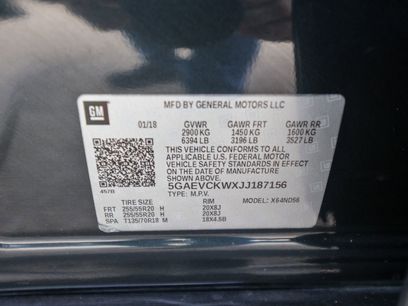 GM
MFD BY GENERAL MOTORS LLC
01/18 GVWR GAWR FRT GAWR RR
2900 KG 1450 KG 1600 KG
6394 LB 3196 LB 3527 LB
THIS VEHICLE CONFORMS TO ALL
APPLICABLE U.S. FEDERAL MOTOR
VEHICLE SAFETY STANDARDS IN EFFECT
ON THE DATE OF MANUFACTURE
SHOWN ABOVE.
5GAEVCKWXJJ187156
TYPE: M.P.V. MODEL: X64ND56
TIRE SIZE RIM
FRT 255/55R20 H 20X8J
RR 255/55R20 H 20X8J
SPA T135/70R18 M 18X4.5B